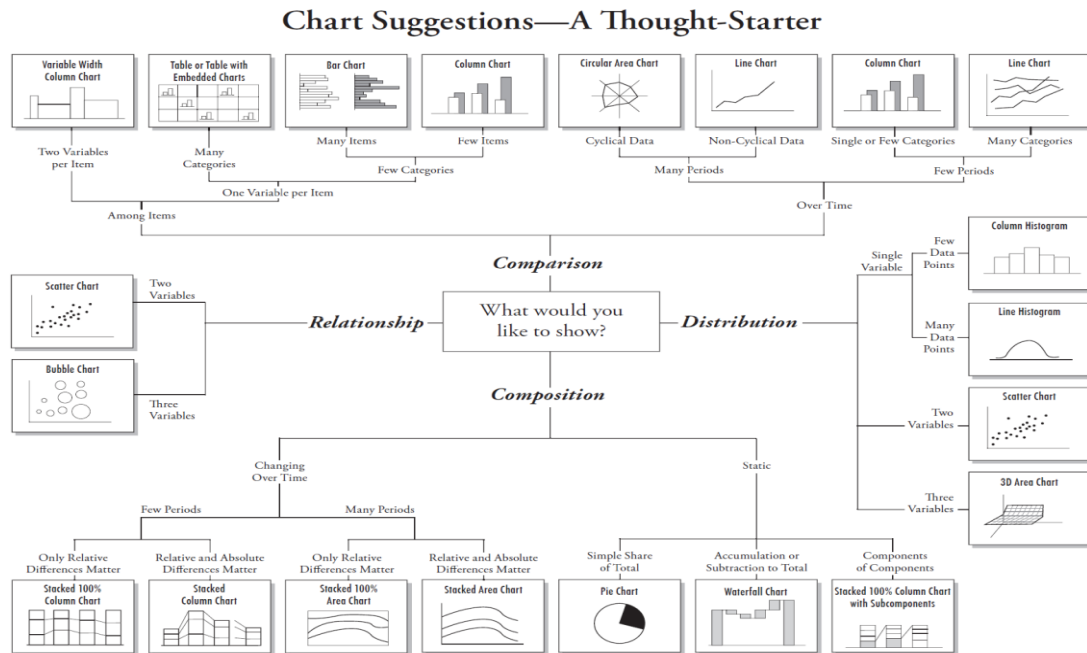 Chart Suggestions—A Thought-Starter
Variable Width
Column Chart
Table or Table with
Embedded Charts
Bar Chart
Column Chart
Circular Area Chart
Line Chart
Column Chart
Line Chart
Two Variables
per Item
Many
Categories
Many Items
Few Items
Cyclical Data
Non-Cyclical Data
Single or Few Categories
Many Categories
Few Categories
Many Periods
Few Periods
One Variable per Item
Over Time
Among Items
Comparison
What would you
like to show?
Relationship
Two
Variables
Scatter Chart
Three
Variables
Bubble Chart
Distribution
Single
Variable
Few
Data
Points
Column Histogram
Many
Data
Points
Line Histogram
Two
Variables
Scatter Chart
Three
Variables
3D Area Chart
Composition
Changing
Over Time
Static
Few Periods
Many Periods
Only Relative
Differences Matter
Relative and Absolute
Differences Matter
Only Relative
Differences Matter
Relative and Absolute
Differences Matter
Simple Share
of Total
Accumulation or
Subtraction to Total
Components
of Components
Stacked 100%
Column Chart
Stacked
Column Chart
Stacked 100%
Area Chart
Stacked Area Chart
Pie Chart
Waterfall Chart
Stacked 100% Column Chart
with Subcomponents